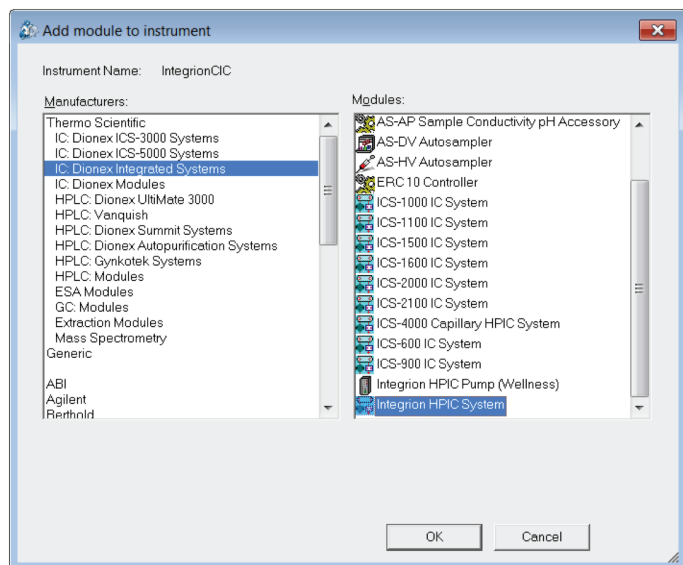 Add module to instrument
Instrument Name: IntegrionCIC
Manufacturers:
Thermo Scientific
IC: Dionex ICS-3000 Systems
IC: Dionex ICS-5000 Systems
IC: Dionex Integrated Systems
IC: Dionex Modules
HPLC: Dionex UltiMate 3000
HPLC: Vanquish
HPLC: Dionex Summit Systems
HPLC: Dionex Autopurification Systems
HPLC: Gynkotek Systems
HPLC: Modules
ESA Modules
GC: Modules
Extraction Modules
Mass Spectrometry
Generic
ABI
Agilent
Berthold
Modules:
AS-AP Sample Conductivity pH Accessory
AS-DV Autosampler
AS-HV Autosampler
ERC 10 Controller
ICS-1000 IC System
ICS-1100 IC System
ICS-1500 IC System
ICS-1600 IC System
ICS-2000 IC System
ICS-2100 IC System
ICS-4000 Capillary HPIC System
ICS-600 IC System
ICS-900 IC System
Integrion HPIC Pump (Wellness)
Integrion HPIC System
OK Cancel